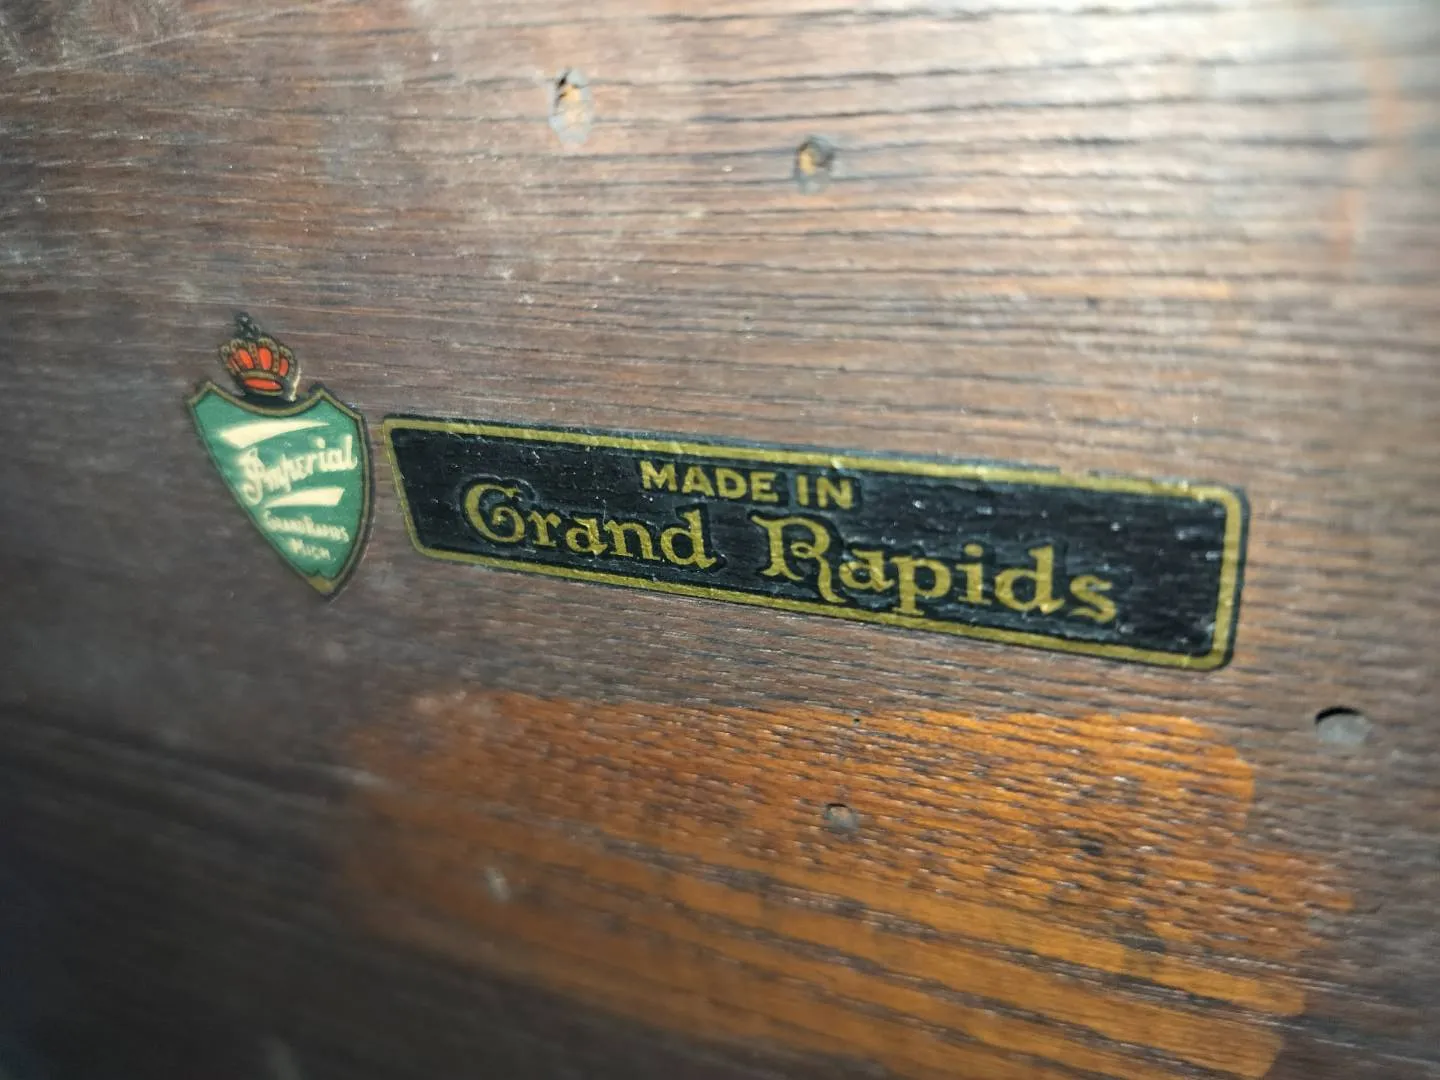 Imperial
GRAND RAPIDS
MICH
MADE IN
Grand Rapids